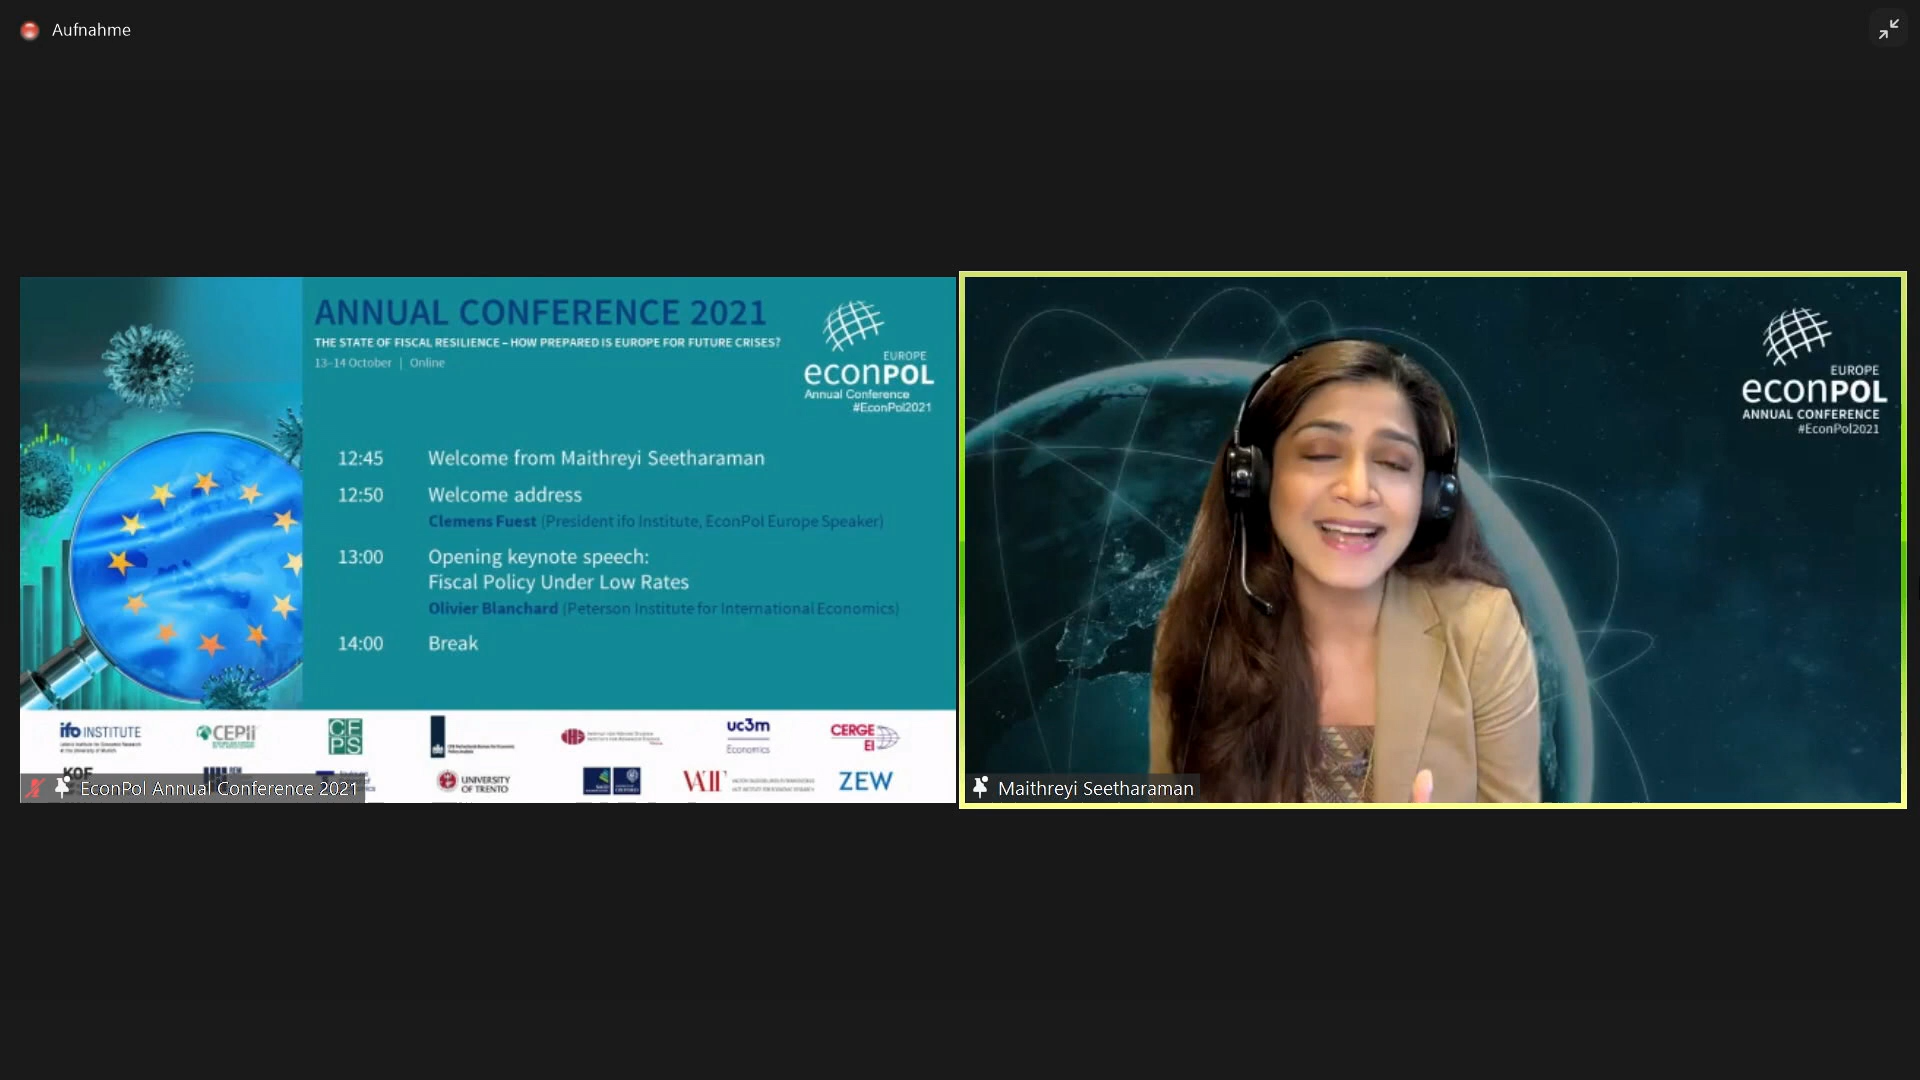 Aufnahme
ANNUAL CONFERENCE 2021
THE STATE OF FISCAL RESILIENCE – HOW PREPARED IS EUROPE FOR FUTURE CRISES?
13–14 October | Online
EUROPE
econPOL
Annual Conference
#EconPol2021
12:45 Welcome from Maithreyi Seetharaman
12:50 Welcome address
Clemens Fuest (President ifo Institute, EconPol Europe Speaker)
13:00 Opening keynote speech:
Fiscal Policy Under Low Rates
Olivier Blanchard (Peterson Institute for International Economics)
14:00 Break
ifo INSTITUTE
CEPII
CEPS
uc3m
Economics
CERGE
EI
KOF
UNIVERSITY
OF TRENTO
VATT
ZEW
EconPol Annual Conference 2021
EUROPE
econPOL
ANNUAL CONFERENCE
#EconPol2021
Maithreyi Seetharaman